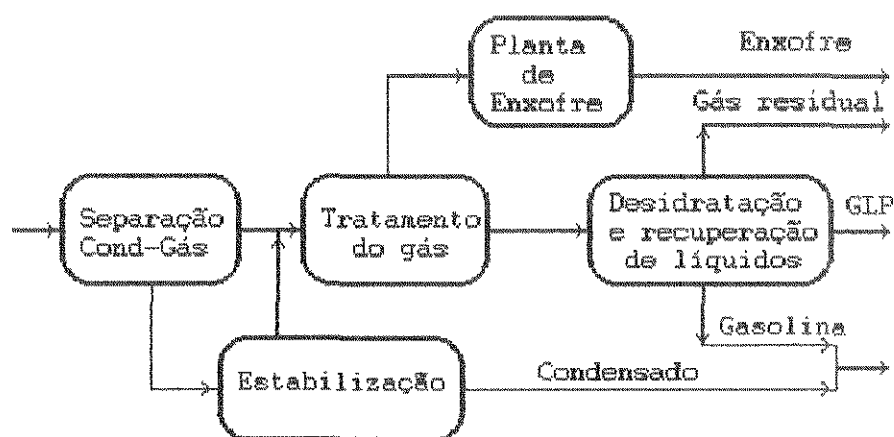 Planta
de
Enxofre
Enxofre
Gás residual
Separação
Cond-Gás
Tratamento
do gás
Desidratação
e recuperação
de líquidos
GLP
Gasolina
Estabilização
Condensado